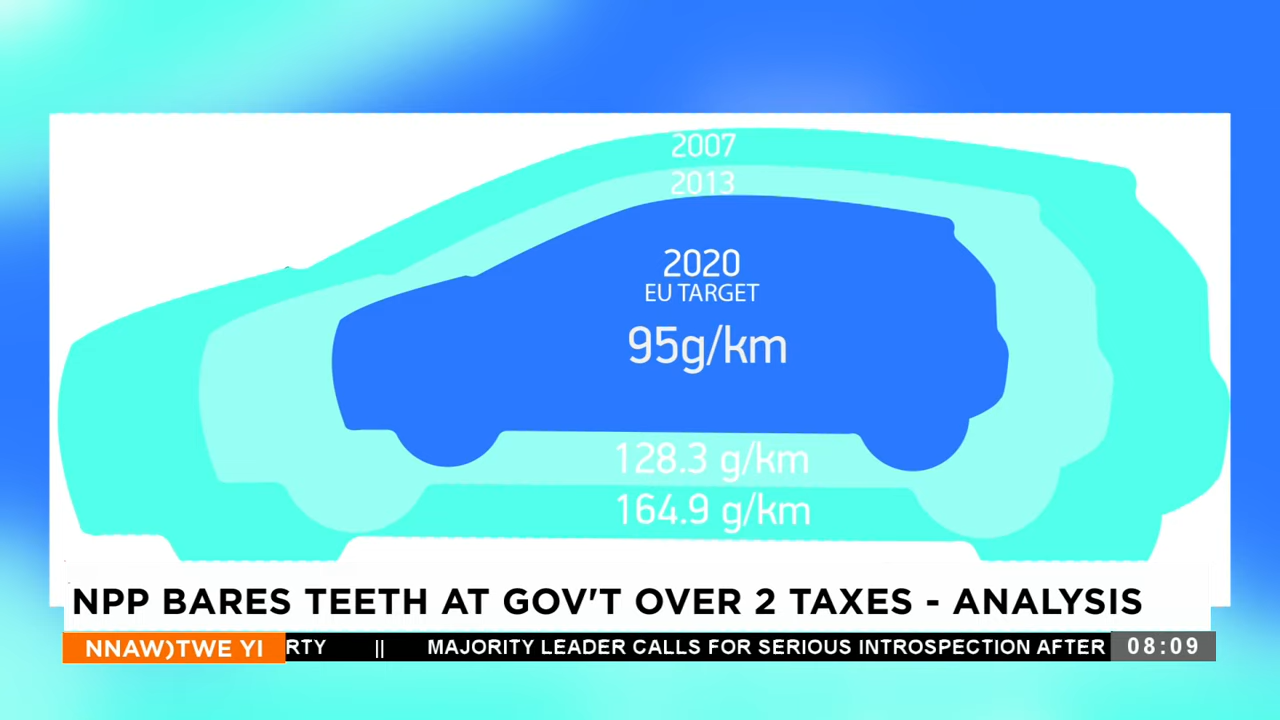 2007
2013
2020
EU TARGET
95g/km
128.3 g/km
164.9 g/km
NPP BARES TEETH AT GOV'T OVER 2 TAXES - ANALYSIS
NNAW)TWE YI
RTY || MAJORITY LEADER CALLS FOR SERIOUS INTROSPECTION AFTER
08:09